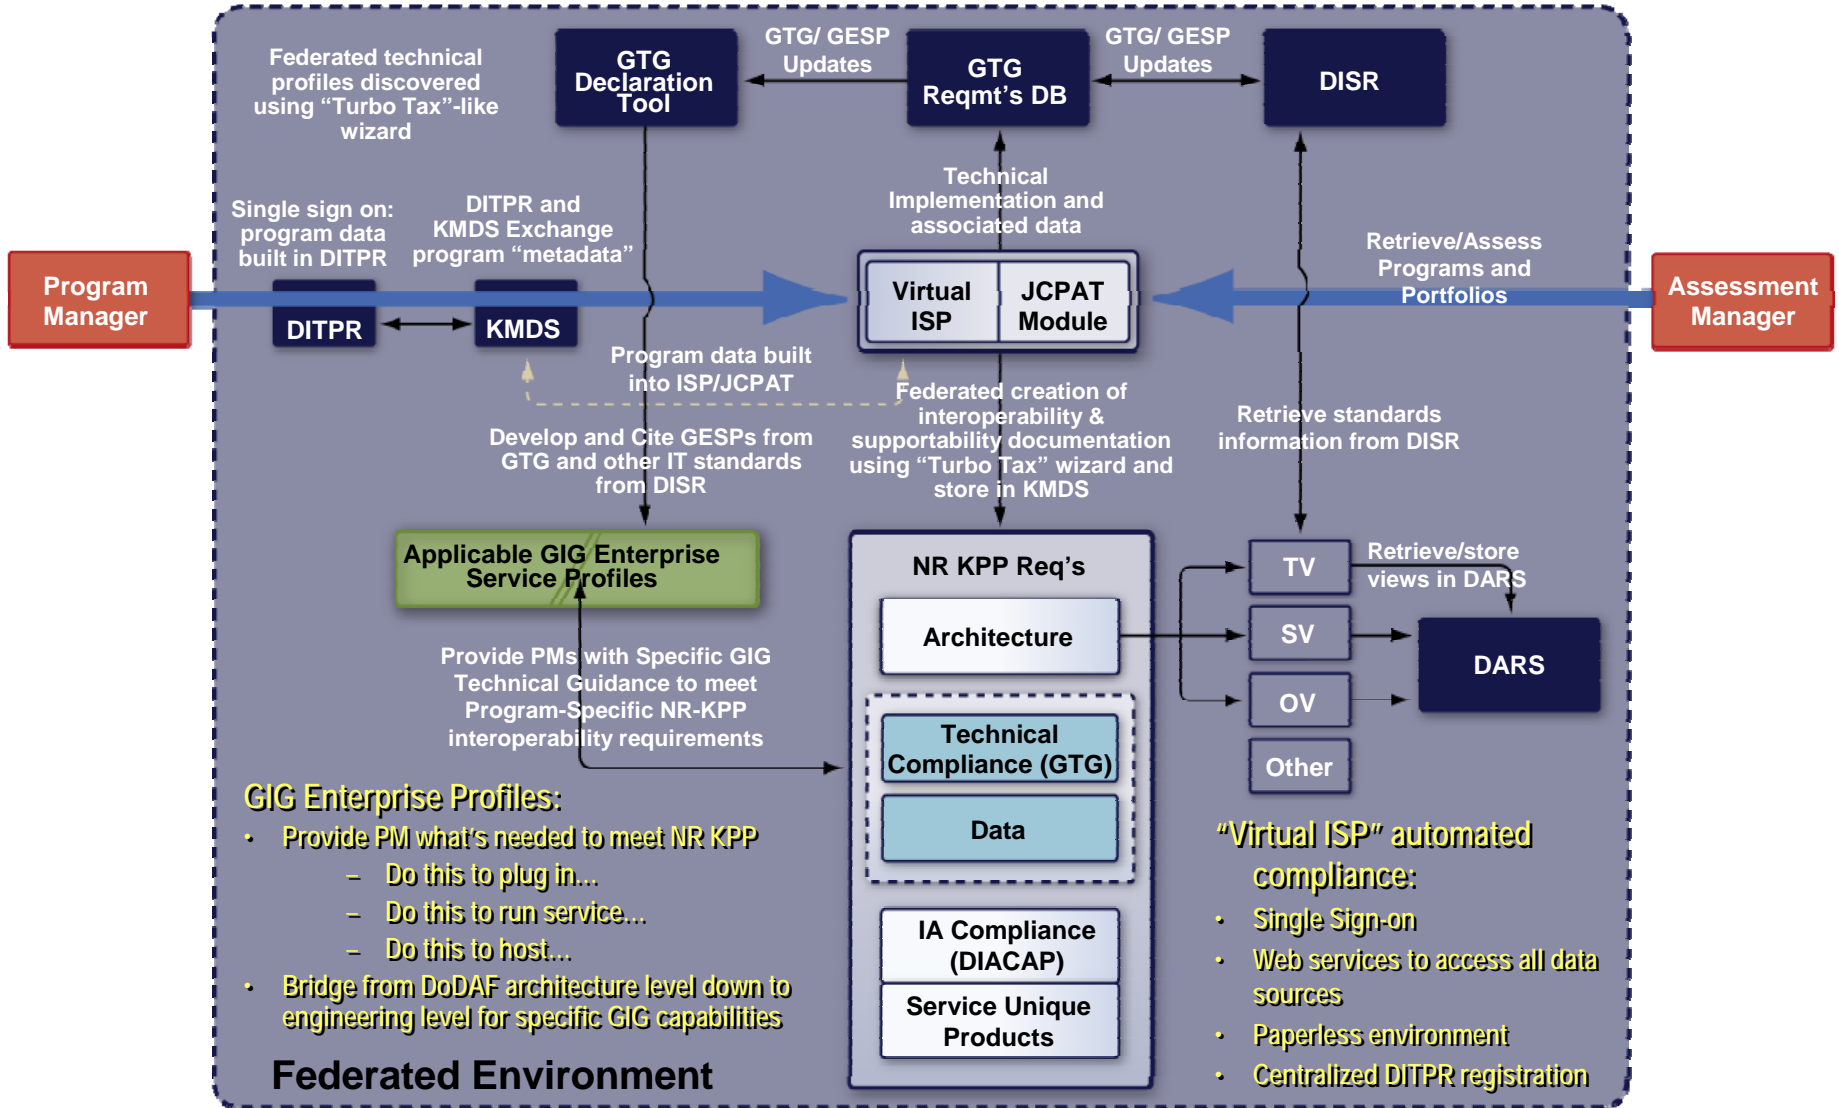 Federated technical
profiles discovered
using “Turbo Tax”-like
wizard
GTG
Declaration
Tool
GTG/ GESP
Updates
GTG
Reqmt’s DB
GTG/ GESP
Updates
DISR
Single sign on:
program data
built in DITPR
DITPR and
KMDS Exchange
program “metadata”
Technical
Implementation and
associated data
Retrieve/Assess
Programs and
Portfolios
Program
Manager
DITPR
KMDS
Virtual
ISP
JCPAT
Module
Assessment
Manager
Program data built
into ISP/JCPAT
Develop and Cite GESPs from
GTG and other IT standards
from DISR
Federated creation of
interoperability &
supportability documentation
using “Turbo Tax” wizard and
store in KMDS
Retrieve standards
information from DISR
Applicable GIG Enterprise
Service Profiles
NR KPP Req’s
Architecture
Technical
Compliance (GTG)
Data
IA Compliance
(DIACAP)
Service Unique
Products
TV
SV
OV
Other
Retrieve/store
views in DARS
DARS
Provide PMs with Specific GIG
Technical Guidance to meet
Program-Specific NR-KPP
interoperability requirements
GIG Enterprise Profiles:
• Provide PM what’s needed to meet NR KPP
– Do this to plug in…
– Do this to run service…
– Do this to host…
• Bridge from DoDAF architecture level down to
engineering level for specific GIG capabilities
“Virtual ISP” automated
compliance:
• Single Sign-on
• Web services to access all data
sources
• Paperless environment
• Centralized DITPR registration
Federated Environment